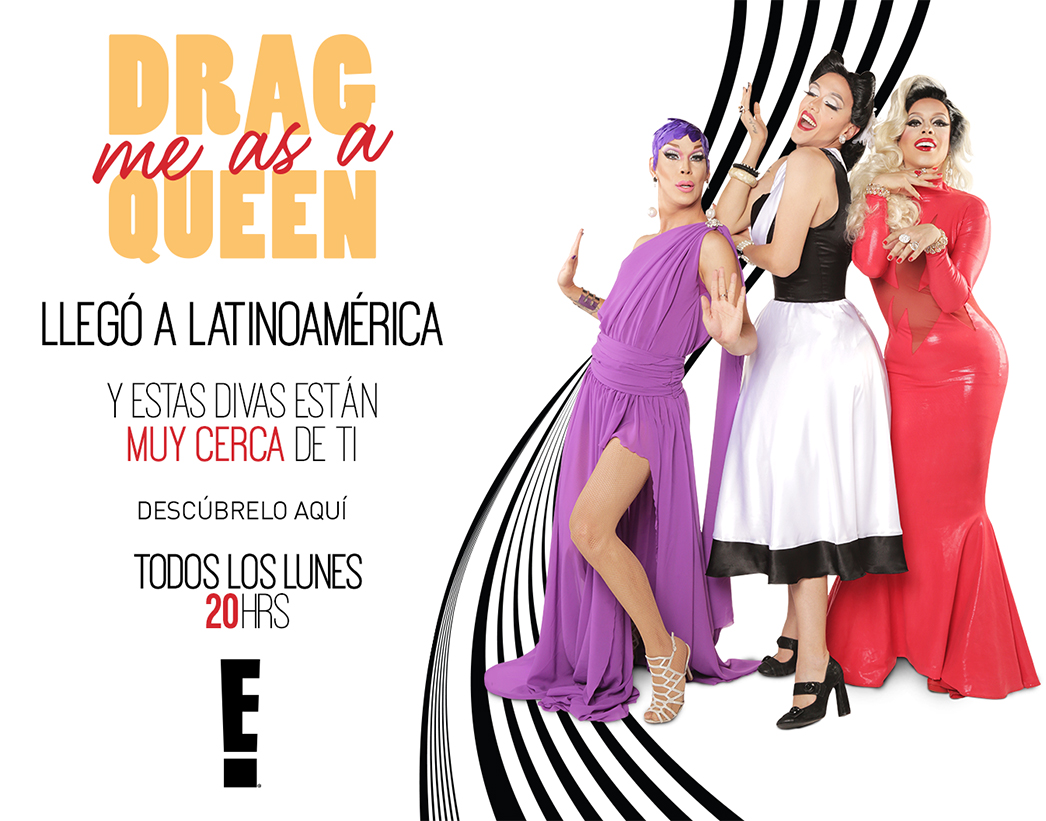 DRAG
me as a
QUEEN
LLEGÓ A LATINOAMÉRICA
Y ESTAS DIVAS ESTÁN
MUY CERCA DE TI
DESCÚBRELO AQUÍ
TODOS LOS LUNES
20HRS
E!